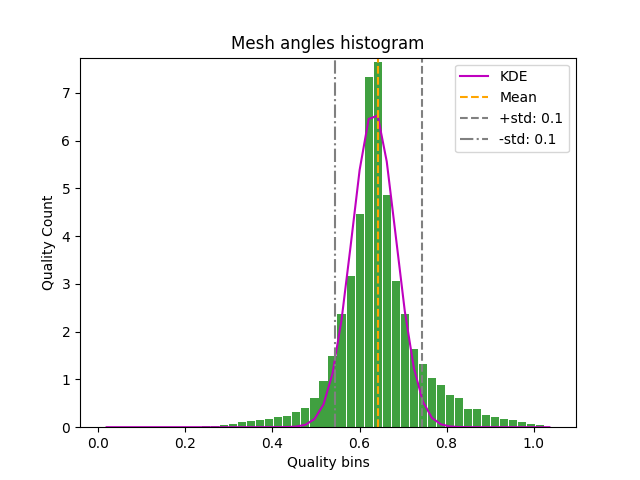 Mesh angles histogram
KDE
Mean
+std: 0.1
-std: 0.1
Quality Count
7
6
5
4
3
2
1
0
0.0 0.2 0.4 0.6 0.8 1.0
Quality bins